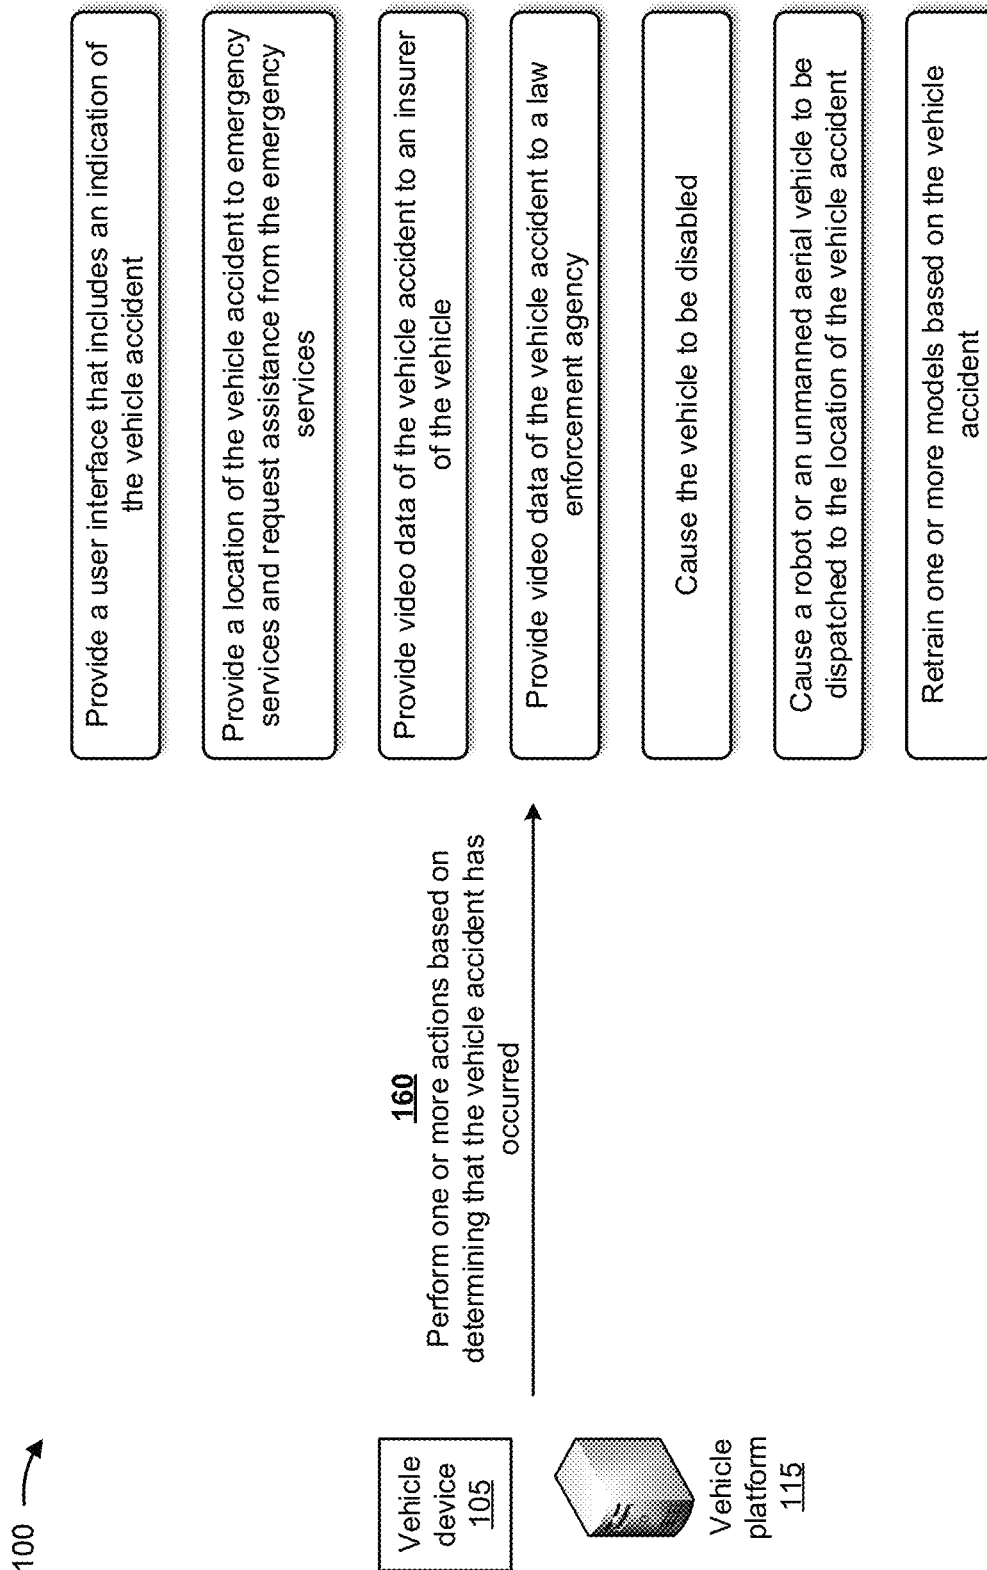 100
Vehicle
device
105
Vehicle
platform
115
160
Perform one or more actions based on
determining that the vehicle accident has
occurred
Provide a user interface that includes an indication of
the vehicle accident
Provide a location of the vehicle accident to emergency
services and request assistance from the emergency
services
Provide video data of the vehicle accident to an insurer
of the vehicle
Provide video data of the vehicle accident to a law
enforcement agency
Cause the vehicle to be disabled
Cause a robot or an unmanned aerial vehicle to be
dispatched to the location of the vehicle accident
Retrain one or more models based on the vehicle
accident